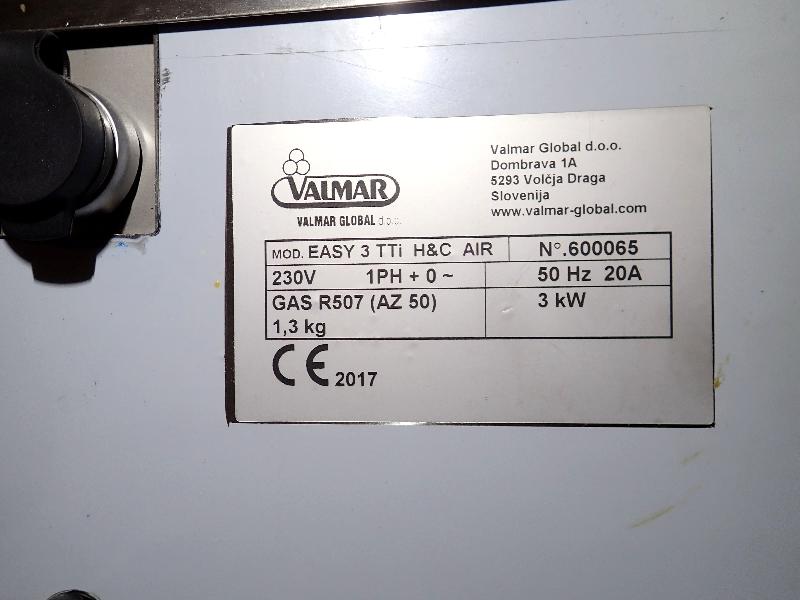 VALMAR
VALMAR GLOBAL d.o.o.
Valmar Global d.o.o.
Dombrava 1A
5293 Volčja Draga
Slovenija
www.valmar-global.com
MOD. EASY 3 TTi H&C AIR N°.600065
230V 1PH + 0 ~ 50 Hz 20A
GAS R507 (AZ 50) 3 kW
1,3 kg
CE 2017